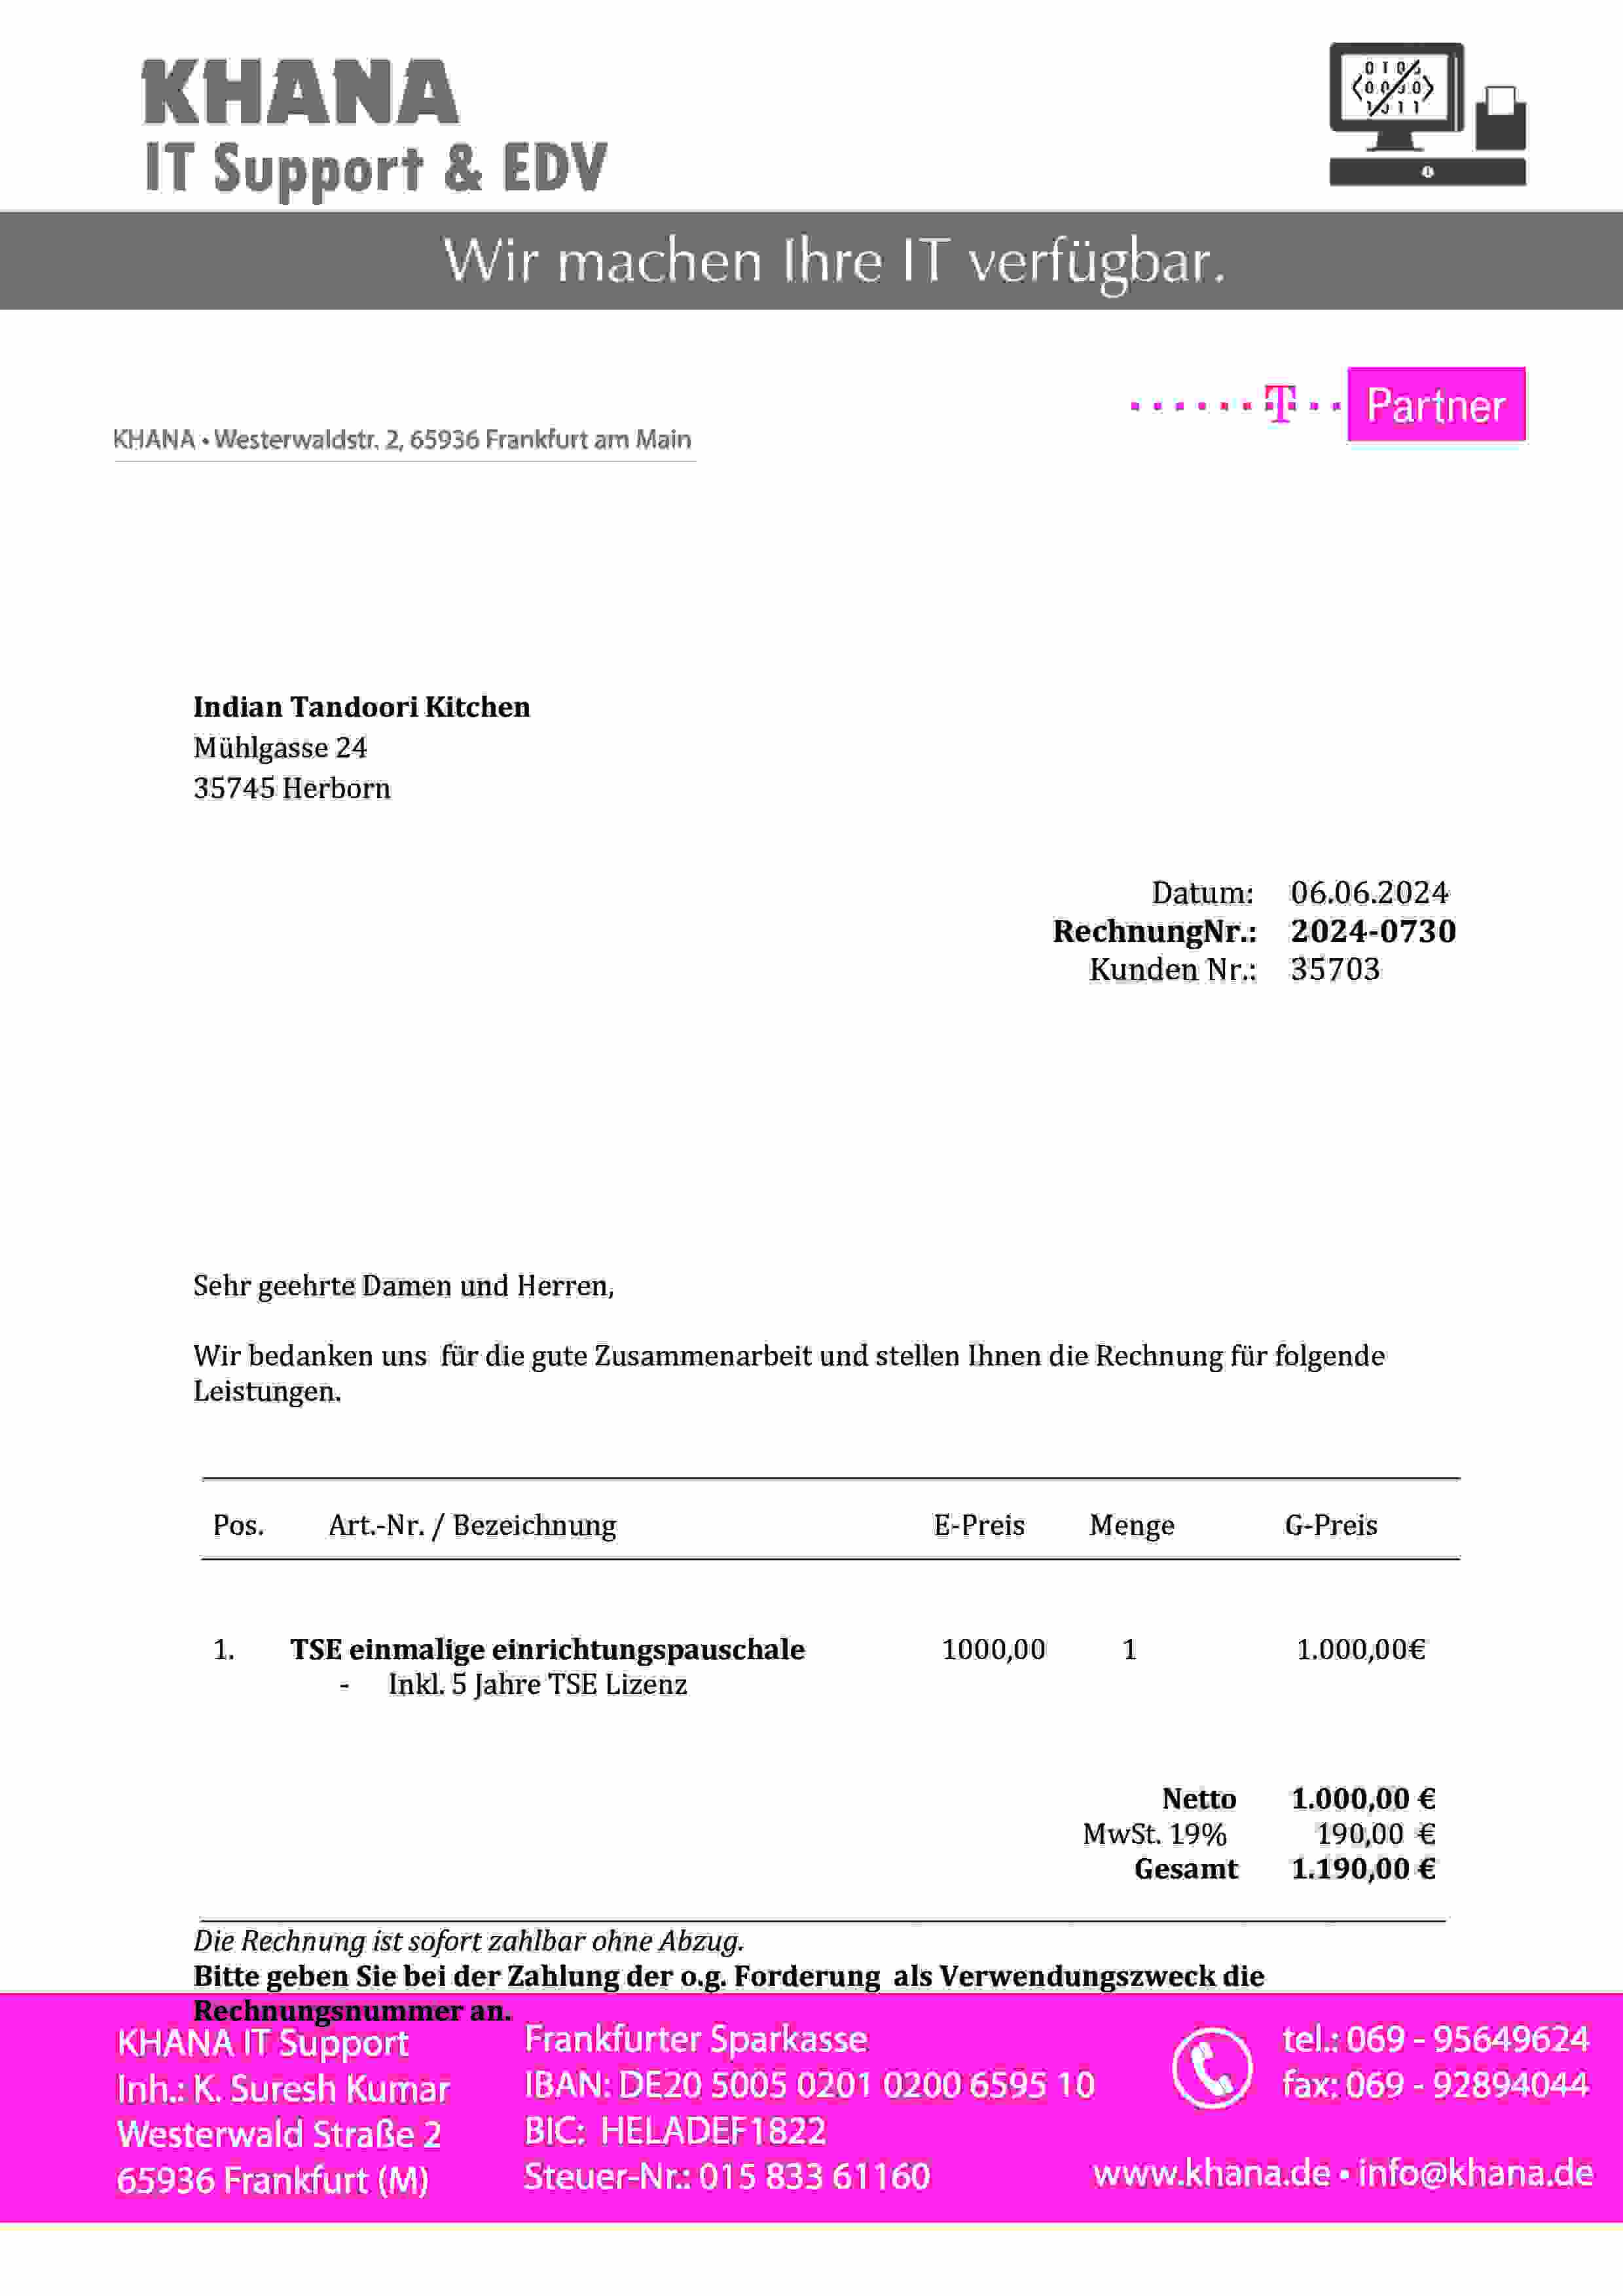 KHANA
IT Support & EDV
Wir machen Ihre IT verfügbar.
T Partner
KHANA • Westerwaldstr. 2, 65936 Frankfurt am Main
Indian Tandoori Kitchen
Mühlgasse 24
35745 Herborn
Datum: 06.06.2024
RechnungNr.: 2024-0730
Kunden Nr.: 35703
Sehr geehrte Damen und Herren,
Wir bedanken uns für die gute Zusammenarbeit und stellen Ihnen die Rechnung für folgende
Leistungen.
Pos. Art.-Nr. / Bezeichnung E-Preis Menge G-Preis
1. TSE einmalige einrichtungspauschale 1000,00 1 1.000,00€
- Inkl. 5 Jahre TSE Lizenz
Netto 1.000,00 €
MwSt. 19% 190,00 €
Gesamt 1.190,00 €
Die Rechnung ist sofort zahlbar ohne Abzug.
Bitte geben Sie bei der Zahlung der o.g. Forderung als Verwendungszweck die
Rechnungsnummer an.
KHANA IT Support
Inh.: K. Suresh Kumar
Westerwald Straße 2
65936 Frankfurt (M)
Frankfurter Sparkasse
IBAN: DE20 5005 0201 0200 6595 10
BIC: HELADEF1822
Steuer-Nr.: 015 833 61160
tel.: 069 - 95649624
fax: 069 - 92894044
www.khana.de • info@khana.de